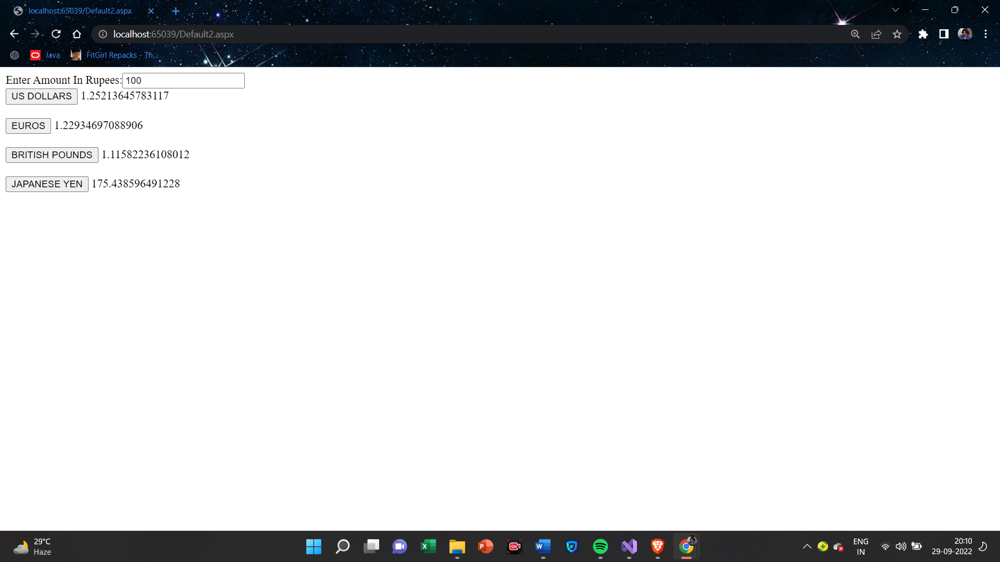 localhost:65039/Default2.aspx
localhost:65039/Default2.aspx
Java FitGirl Repacks - Th...
Enter Amount In Rupees: 100
US DOLLARS 1.25213645783117
EUROS 1.22934697088906
BRITISH POUNDS 1.11582236108012
JAPANESE YEN 175.438596491228
29°C
Haze
ENG
IN
20:10
29-09-2022